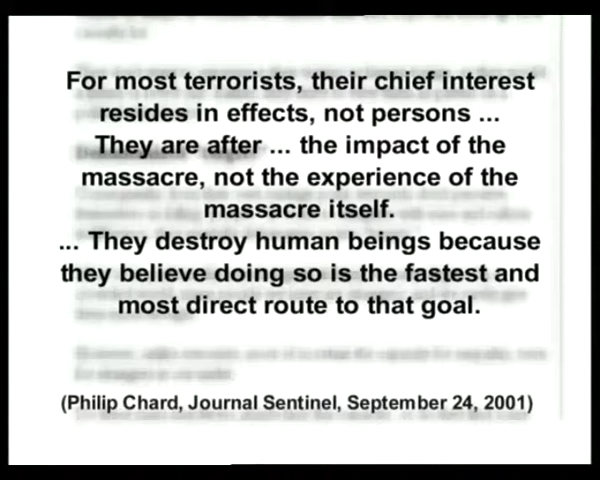 For most terrorists, their chief interest
resides in effects, not persons ...
They are after ... the impact of the
massacre, not the experience of the
massacre itself.
... They destroy human beings because
they believe doing so is the fastest and
most direct route to that goal.
(Philip Chard, Journal Sentinel, September 24, 2001)